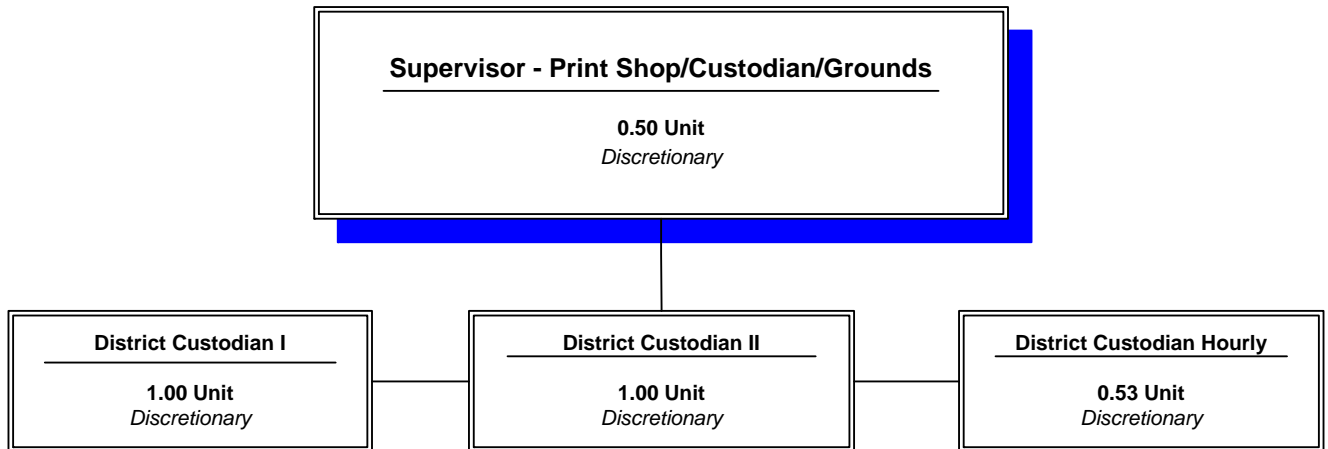 Supervisor - Print Shop/Custodian/Grounds
0.50 Unit
Discretionary
District Custodian I
1.00 Unit
Discretionary
District Custodian II
1.00 Unit
Discretionary
District Custodian Hourly
0.53 Unit
Discretionary